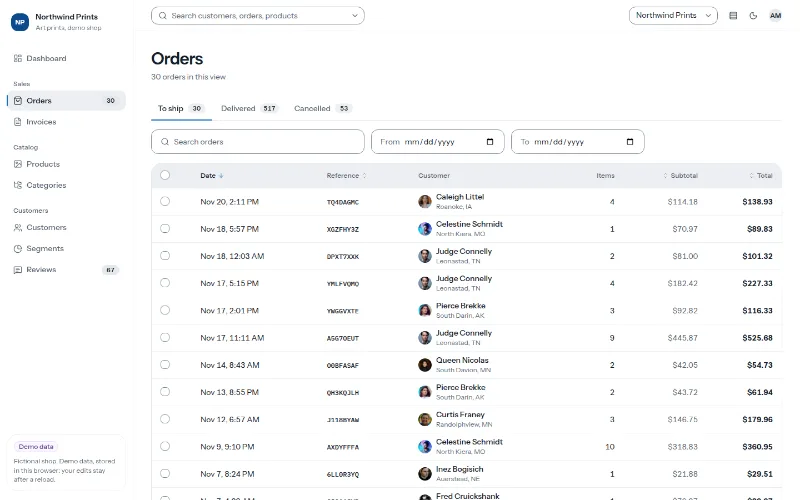 NP
Northwind Prints
Art prints, demo shop
Search customers, orders, products
Northwind Prints
AM
Dashboard
Sales
Orders 30
Invoices
Catalog
Products
Categories
Customers
Customers
Segments
Reviews 67
Demo data
Fictional shop. Demo data, stored
in this browser: your edits stay
after a reload.
Orders
30 orders in this view
To ship 30 Delivered 517 Cancelled 53
Search orders
From mm/dd/yyyy
To mm/dd/yyyy
Date Reference Customer Items Subtotal Total
Nov 20, 2:11 PM TQ4DAGMC Caleigh Littel 4 $114.18 $138.93
Roanoke, IA
Nov 18, 5:57 PM XGZFHY3Z Celestine Schmidt 1 $70.97 $89.83
North Kiera, MO
Nov 18, 12:03 AM DPXT7XXK Judge Connelly 2 $81.00 $101.32
Leonastad, TN
Nov 17, 5:15 PM YMLFVQMQ Judge Connelly 4 $182.42 $227.33
Leonastad, TN
Nov 17, 2:01 PM YWGGVXTE Pierce Brekke 3 $92.82 $116.33
South Darin, AK
Nov 17, 11:11 AM A5G7OEUT Judge Connelly 9 $445.87 $525.68
Leonastad, TN
Nov 14, 8:43 AM Queen Nicolas 2 $42.05 $54.73
South Davion, MN
Nov 13, 8:55 PM QH3KQJLH Pierce Brekke 2 $43.72 $61.94
South Darin, AK
Nov 12, 6:57 AM Curtis Franey 3 $146.75 $179.96
Randolphview, MN
Nov 9, 9:10 PM AXDYFFFA Celestine Schmidt 10 $318.83 $360.95
North Kiera, MO
Nov 7, 8:24 PM 6LL0R3YQ Inez Bogisich 1 $21.88 $29.51
Auerstead, NE
Fred Cruickshank